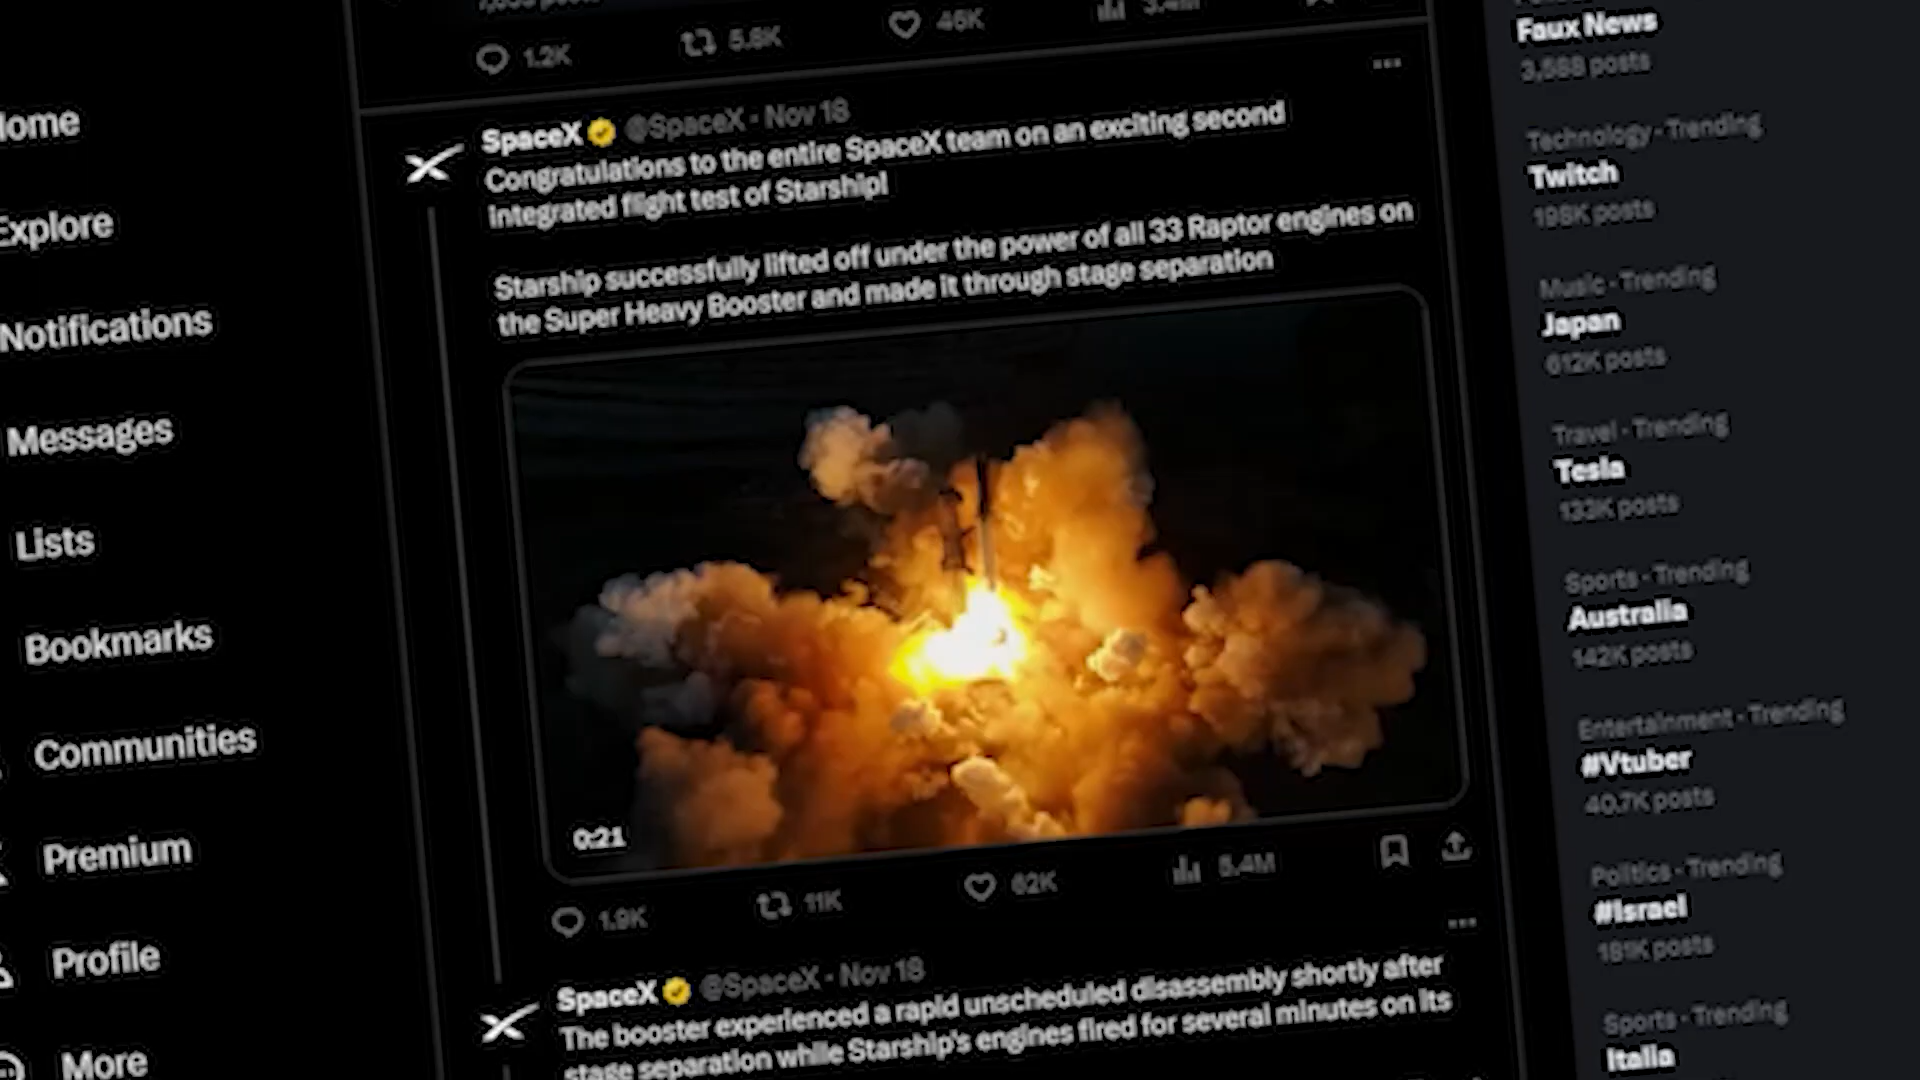 Home
Explore
Notifications
Messages
Lists
Bookmarks
Communities
Premium
Profile
More
1.2K 5.8K 46K 3.4M
SpaceX @SpaceX · Nov 18
Congratulations to the entire SpaceX team on an exciting second
integrated flight test of Starship!
Starship successfully lifted off under the power of all 33 Raptor engines on
the Super Heavy Booster and made it through stage separation
0:21
1.9K 11K 62K 5.4M
SpaceX @SpaceX · Nov 18
The booster experienced a rapid unscheduled disassembly shortly after
stage separation while Starship's engines fired for several minutes on its
Faux News
3,588 posts
Technology · Trending
Twitch
198K posts
Music · Trending
Japan
612K posts
Travel · Trending
Tesla
133K posts
Sports · Trending
Australia
142K posts
Entertainment · Trending
#Vtuber
40.7K posts
Politics · Trending
#Israel
181K posts
Sports · Trending
Italia